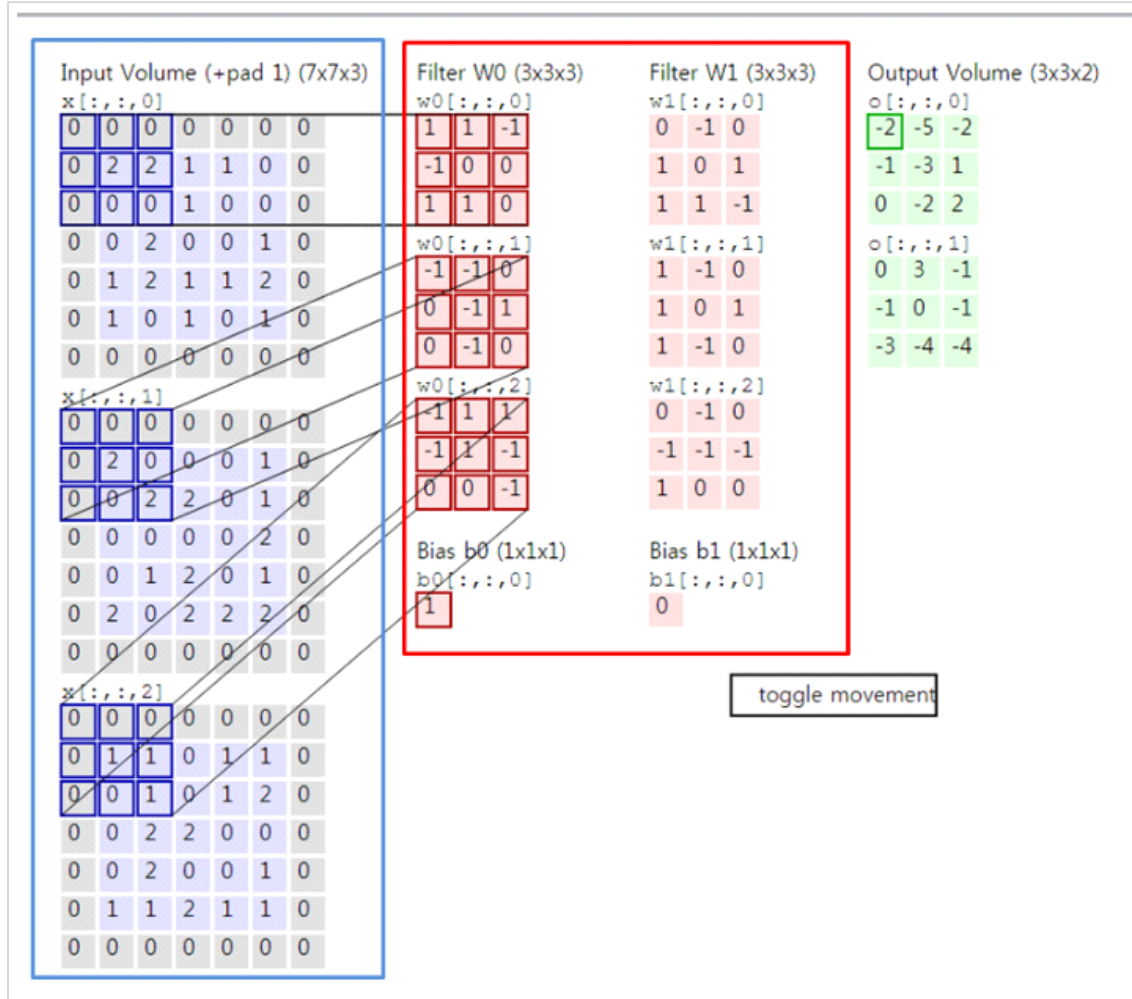 Input Volume (+pad 1) (7x7x3)
x[:,:,0]
0 0 0 0 0 0 0
0 2 2 1 1 0 0
0 0 0 1 0 0 0
0 0 2 0 0 1 0
0 1 2 1 1 2 0
0 1 0 1 0 1 0
0 0 0 0 0 0 0
x[:,:,1]
0 0 0 0 0 0 0
0 2 0 0 0 1 0
0 0 2 2 0 1 0
0 0 0 0 0 2 0
0 0 1 2 0 1 0
0 2 0 2 2 2 0
0 0 0 0 0 0 0
x[:,:,2]
0 0 0 0 0 0 0
0 1 1 0 1 1 0
0 0 1 0 1 2 0
0 0 2 2 0 0 0
0 0 2 0 0 1 0
0 1 1 2 1 1 0
0 0 0 0 0 0 0
Filter W0 (3x3x3)
w0[:,:,0]
1 1 -1
-1 0 0
1 1 0
w0[:,:,1]
-1 -1 0
0 -1 1
0 -1 0
w0[:,:,2]
-1 1 1
-1 1 -1
0 0 -1
Bias b0 (1x1x1)
b0[:,:,0]
1
Filter W1 (3x3x3)
w1[:,:,0]
0 -1 0
1 0 1
1 1 -1
w1[:,:,1]
1 -1 0
1 0 1
1 -1 0
w1[:,:,2]
0 -1 0
-1 -1 -1
1 0 0
Bias b1 (1x1x1)
b1[:,:,0]
0
Output Volume (3x3x2)
o[:,:,0]
-2 -5 -2
-1 -3 1
0 -2 2
o[:,:,1]
0 3 -1
-1 0 -1
-3 -4 -4
toggle movement